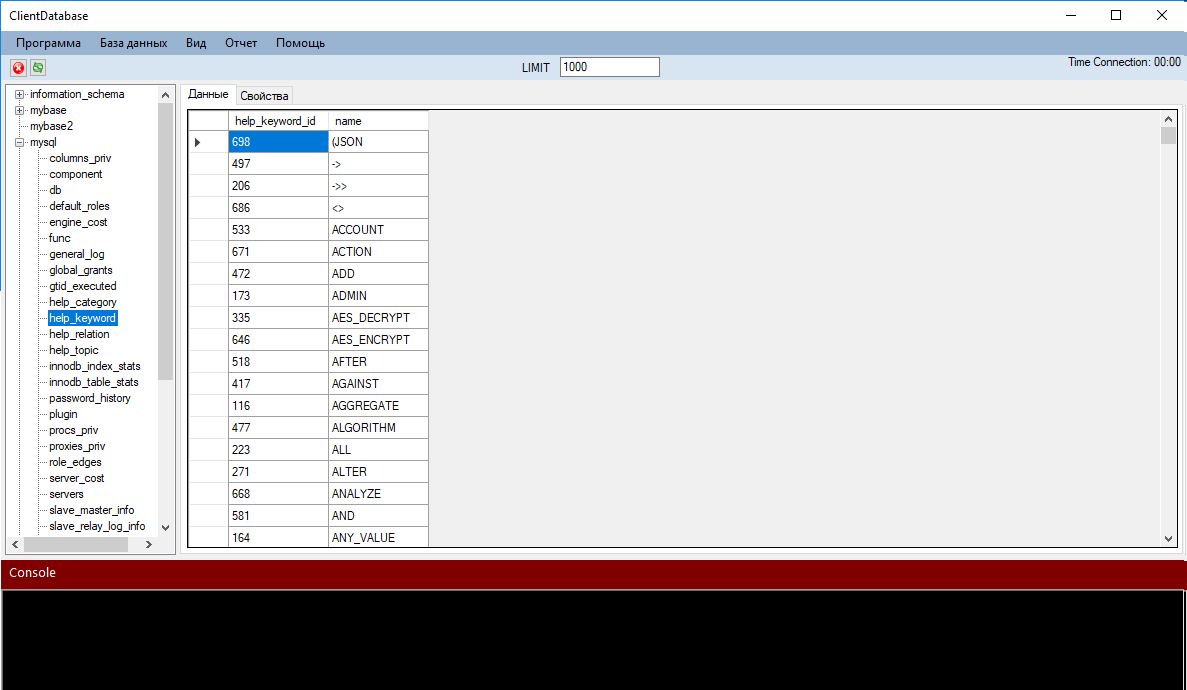 ClientDatabase
Программа База данных Вид Отчет Помощь
LIMIT 1000 Time Connection: 00:00
information_schema
mybase
mybase2
mysql
columns_priv
component
db
default_roles
engine_cost
func
general_log
global_grants
gtid_executed
help_category
help_keyword
help_relation
help_topic
innodb_index_stats
innodb_table_stats
password_history
plugin
procs_priv
proxies_priv
role_edges
server_cost
servers
slave_master_info
slave_relay_log_info
Данные Свойства
help_keyword_id name
698 (JSON
497 ->
206 ->>
686 <>
533 ACCOUNT
671 ACTION
472 ADD
173 ADMIN
335 AES_DECRYPT
646 AES_ENCRYPT
518 AFTER
417 AGAINST
116 AGGREGATE
477 ALGORITHM
223 ALL
271 ALTER
668 ANALYZE
581 AND
164 ANY_VALUE
Console